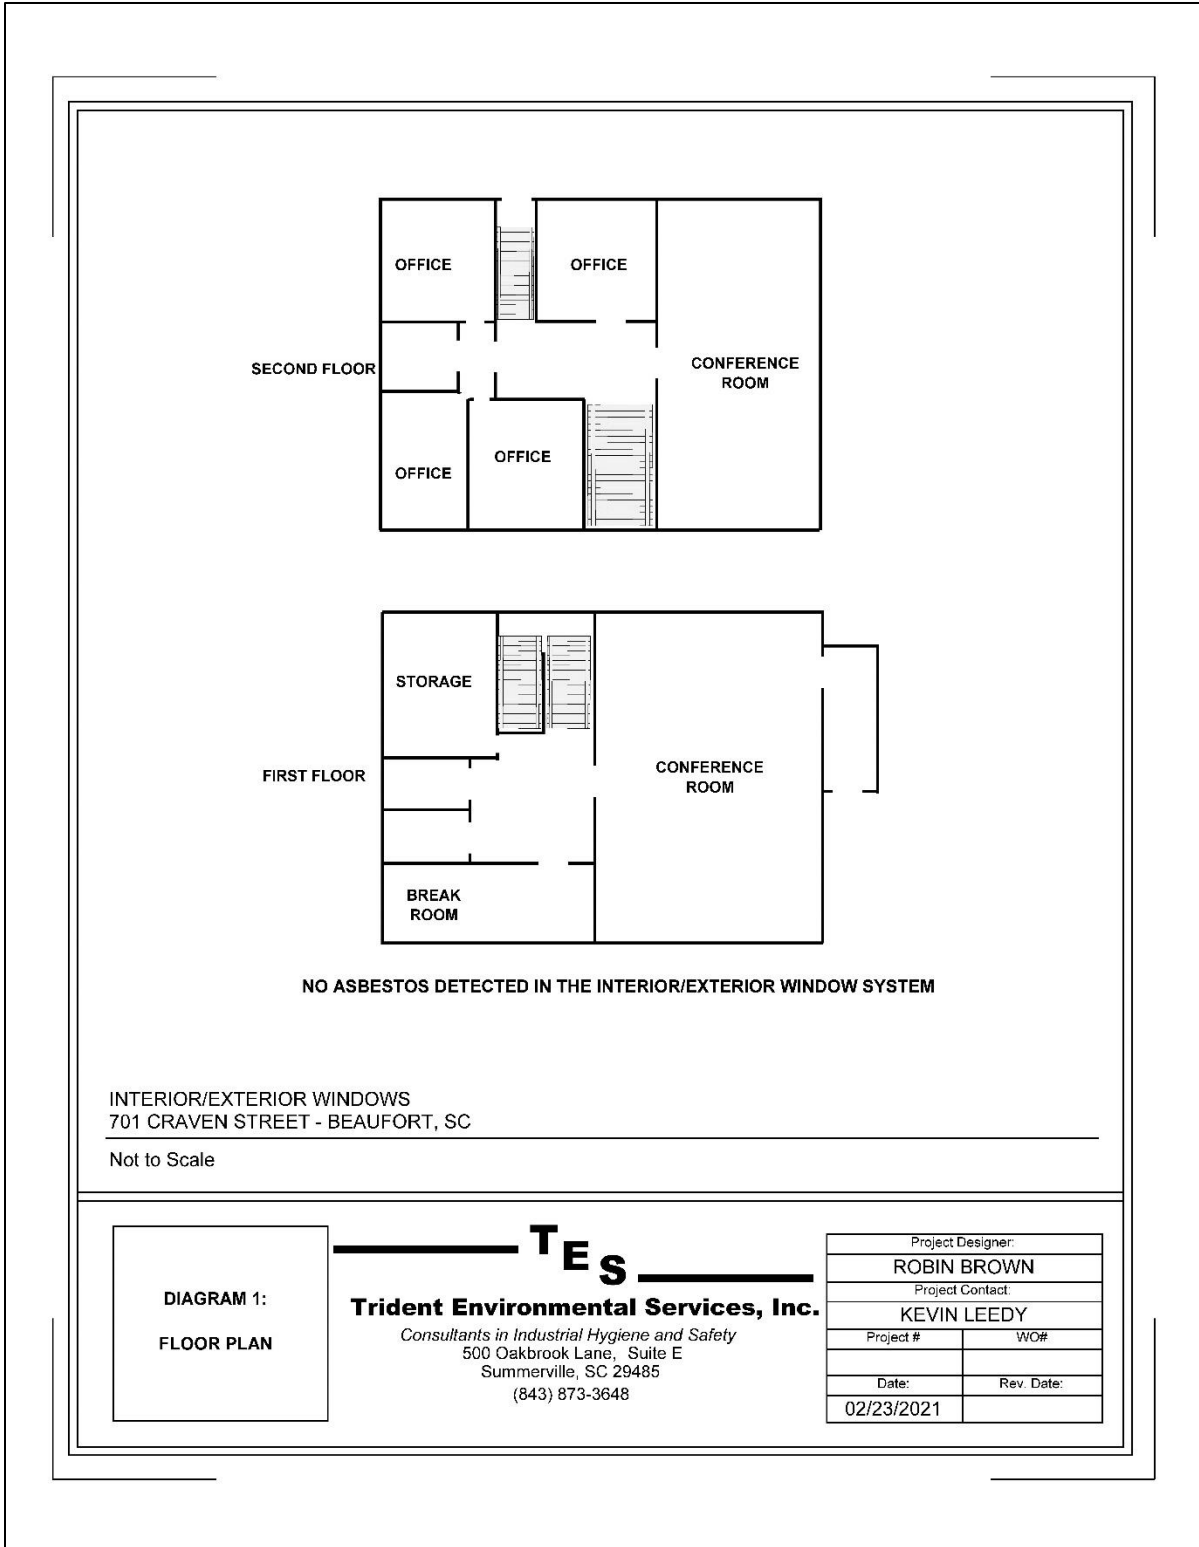 OFFICE
OFFICE
SECOND FLOOR
CONFERENCE
ROOM
OFFICE
OFFICE
STORAGE
FIRST FLOOR
CONFERENCE
ROOM
BREAK
ROOM
NO ASBESTOS DETECTED IN THE INTERIOR/EXTERIOR WINDOW SYSTEM
INTERIOR/EXTERIOR WINDOWS
701 CRAVEN STREET - BEAUFORT, SC
Not to Scale
DIAGRAM 1:
FLOOR PLAN
TES
Trident Environmental Services, Inc.
Consultants in Industrial Hygiene and Safety
500 Oakbrook Lane, Suite E
Summerville, SC 29485
(843) 873-3648
Project Designer:
ROBIN BROWN
Project Contact:
KEVIN LEEDY
Project # WO#
Date: Rev. Date:
02/23/2021